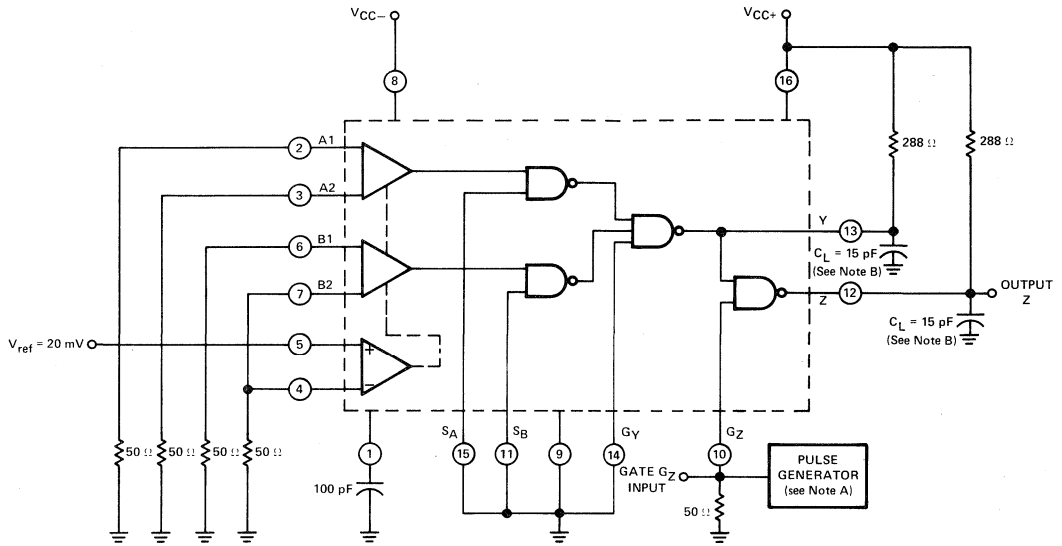 VCC−
VCC+
8
16
2 A1
3 A2
6 B1
7 B2
Vref = 20 mV
5
+
4
−
288 Ω
288 Ω
Y
13
CL = 15 pF
(See Note B)
Z
12
OUTPUT
Z
CL = 15 pF
(See Note B)
50 Ω
50 Ω
50 Ω
50 Ω
1
100 pF
SA
15
SB
11
9
GY
14
GZ
10
GATE GZ
INPUT
50 Ω
PULSE
GENERATOR
(see Note A)